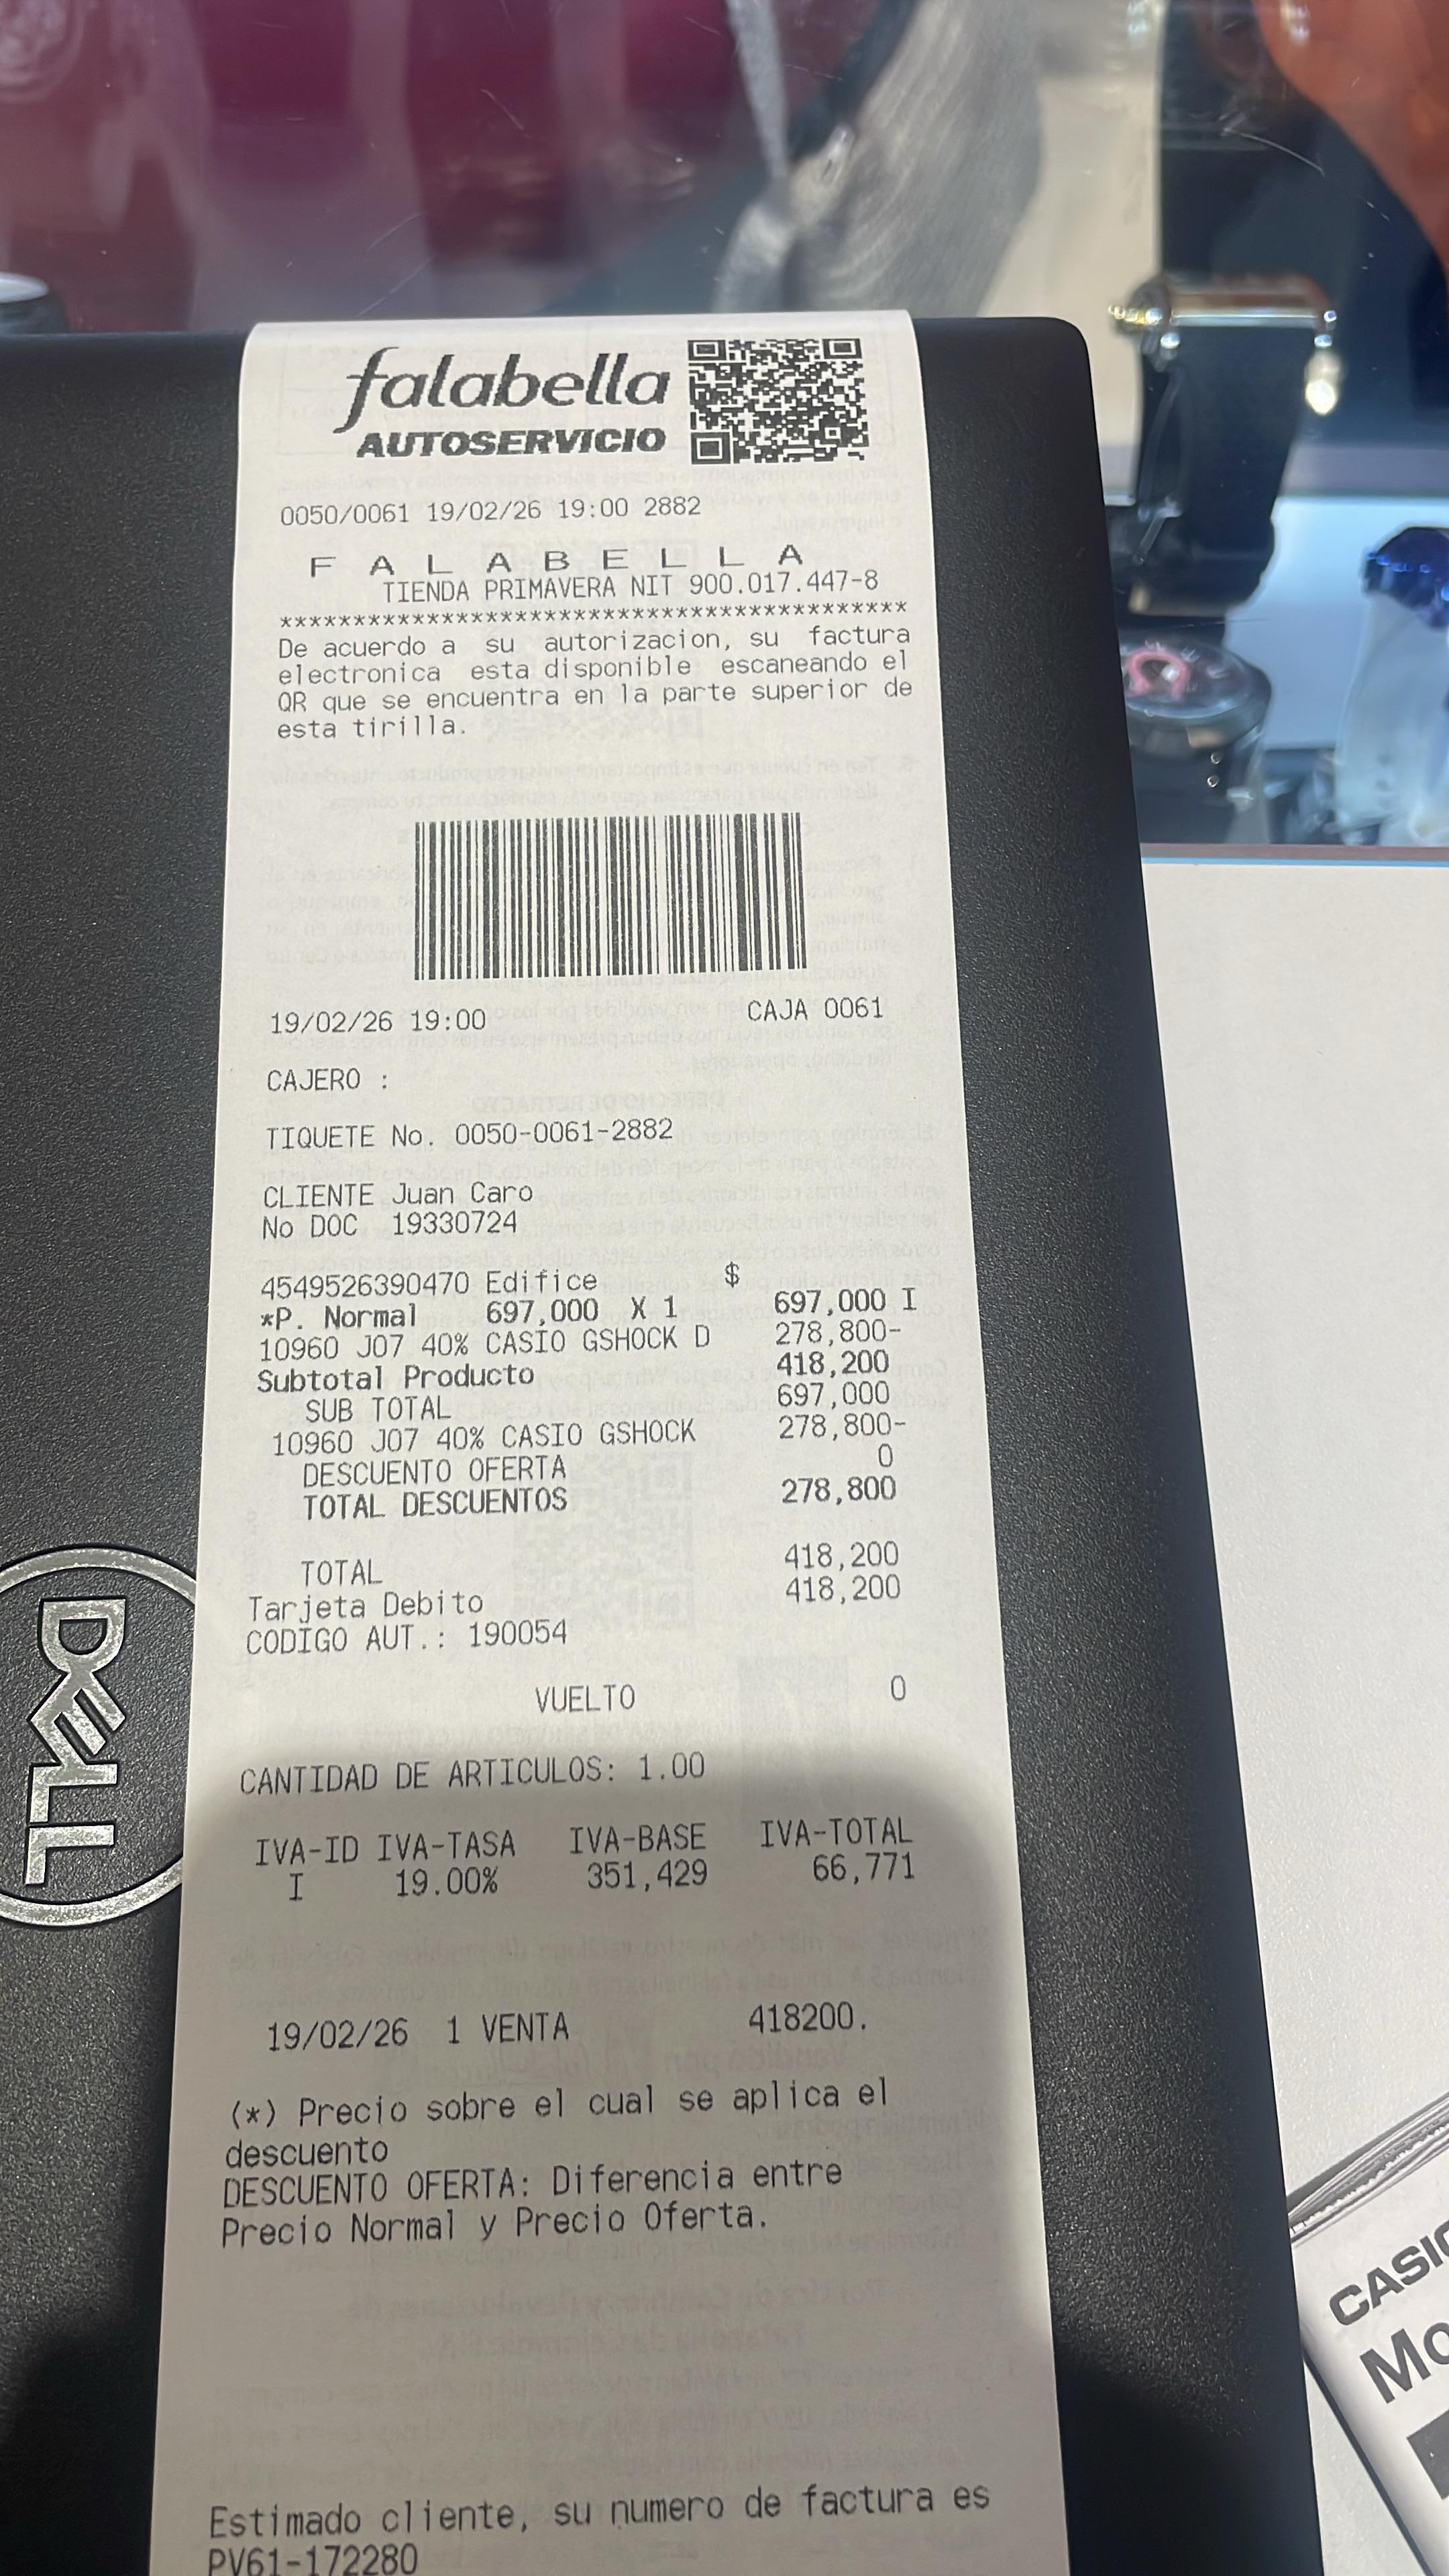 falabella
AUTOSERVICIO
0050/0061 19/02/26 19:00 2882
F A L A B E L L A
TIENDA PRIMAVERA NIT 900.017.447-8
*****************************************
De acuerdo a su autorizacion, su factura
electronica esta disponible escaneando el
QR que se encuentra en la parte superior de
esta tirilla.
19/02/26 19:00 CAJA 0061
CAJERO :
TIQUETE No. 0050-0061-2882
CLIENTE Juan Caro
No DOC 19330724
4549526390470 Edifice $
*P. Normal 697,000 X 1 697,000 I
10960 J07 40% CASIO GSHOCK D 278,800-
Subtotal Producto 418,200
SUB TOTAL 697,000
10960 J07 40% CASIO GSHOCK 278,800-
DESCUENTO OFERTA 0
TOTAL DESCUENTOS 278,800
TOTAL 418,200
Tarjeta Debito 418,200
CODIGO AUT.: 190054
VUELTO 0
CANTIDAD DE ARTICULOS: 1.00
IVA-ID IVA-TASA IVA-BASE IVA-TOTAL
I 19.00% 351,429 66,771
19/02/26 1 VENTA 418200.
(*) Precio sobre el cual se aplica el
descuento
DESCUENTO OFERTA: Diferencia entre
Precio Normal y Precio Oferta.
Estimado cliente, su numero de factura es
PV61-172280
DELL
CASIO
Mo